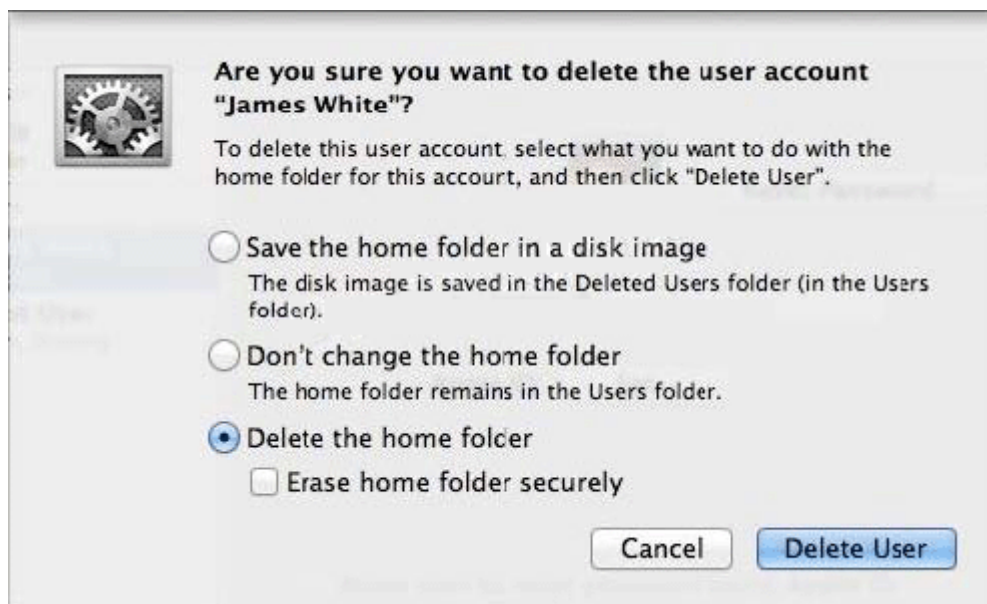 Are you sure you want to delete the user account
“James White”?
To delete this user account, select what you want to do with the
home folder for this account, and then click “Delete User”.
Save the home folder in a disk image
The disk image is saved in the Deleted Users folder (in the Users
folder).
Don't change the home folder
The home folder remains in the Users folder.
Delete the home folder
Erase home folder securely
Cancel
Delete User